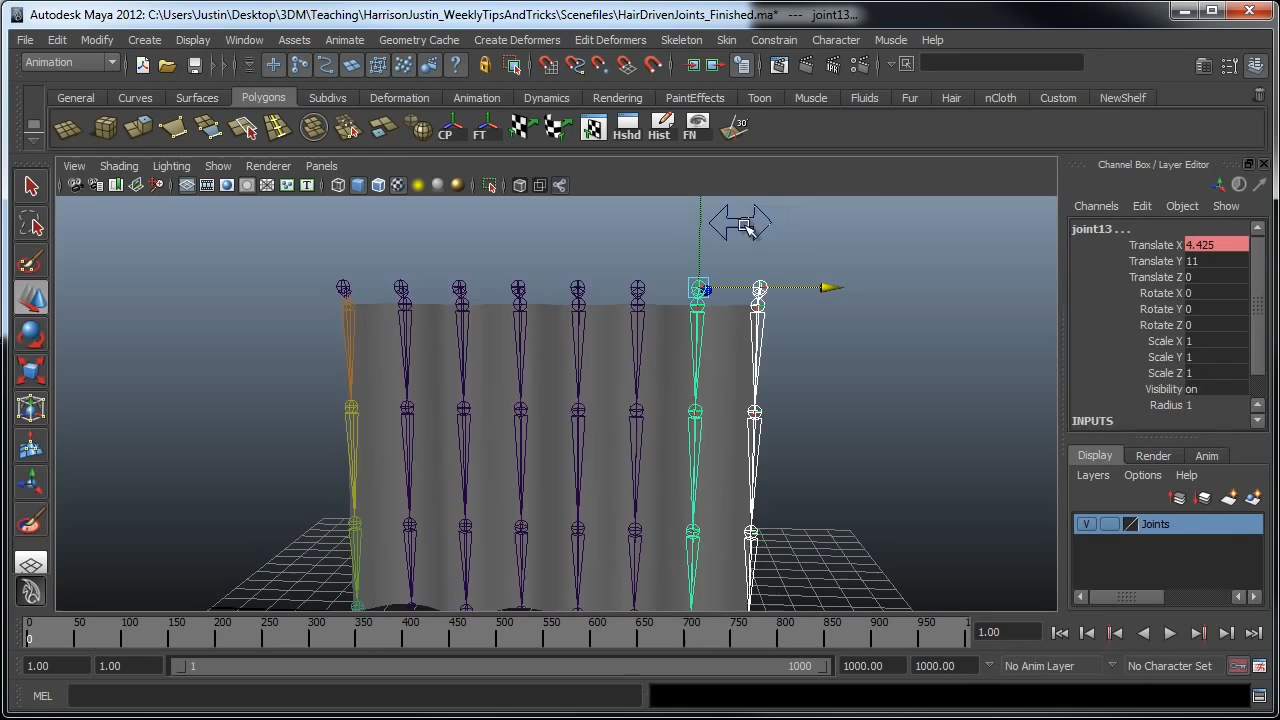 Autodesk Maya 2012: C:\Users\Justin\Desktop\3DM\Teaching\HarrisonJustin_WeeklyTipsAndTricks\Scenefiles\HairDrivenJoints_Finished.ma* --- joint13...
File Edit Modify Create Display Window Assets Animate Geometry Cache Create Deformers Edit Deformers Skeleton Skin Constrain Character Muscle Help
Animation
General Curves Surfaces Polygons Subdivs Deformation Animation Dynamics Rendering PaintEffects Toon Muscle Fluids Fur Hair nCloth Custom NewShelf
CP FT Hshd Hist FN 30°
View Shading Lighting Show Renderer Panels
Channel Box / Layer Editor
Channels Edit Object Show
joint13...
Translate X 4.425
Translate Y 11
Translate Z 0
Rotate X 0
Rotate Y 0
Rotate Z 0
Scale X 1
Scale Y 1
Scale Z 1
Visibility on
Radius 1
INPUTS
Display Render Anim
Layers Options Help
V Joints
0 50 100 150 200 250 300 350 400 450 500 550 600 650 700 750 800 850 900 950 1
0
1.00
1.00 1.00 1 1000 1000.00 1000.00 No Anim Layer No Character Set
MEL